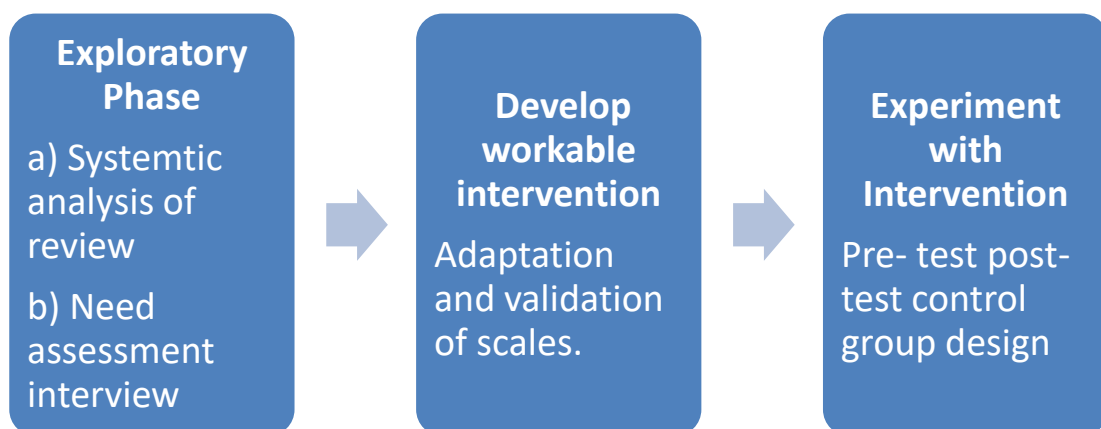 Exploratory
Phase
a) Systemtic
analysis of
review
b) Need
assessment
interview
Develop
workable
intervention
Adaptation
and validation
of scales.
Experiment
with
Intervention
Pre- test post-
test control
group design